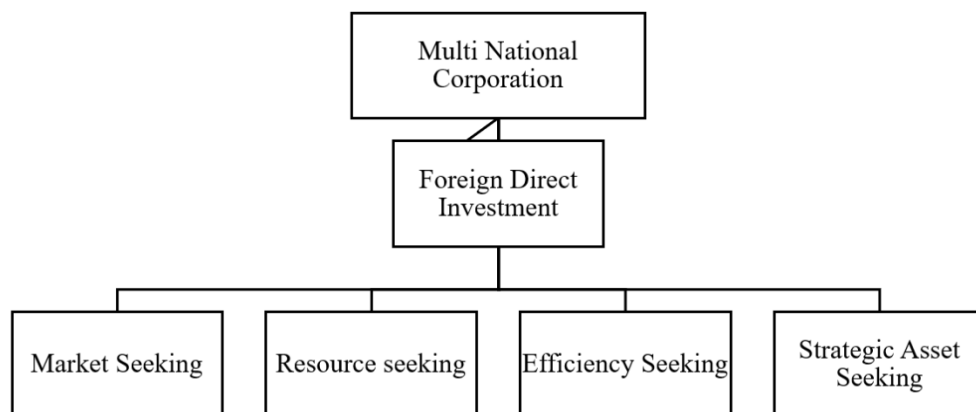 Multi National
Corporation
Foreign Direct
Investment
Market Seeking
Resource seeking
Efficiency Seeking
Strategic Asset
Seeking